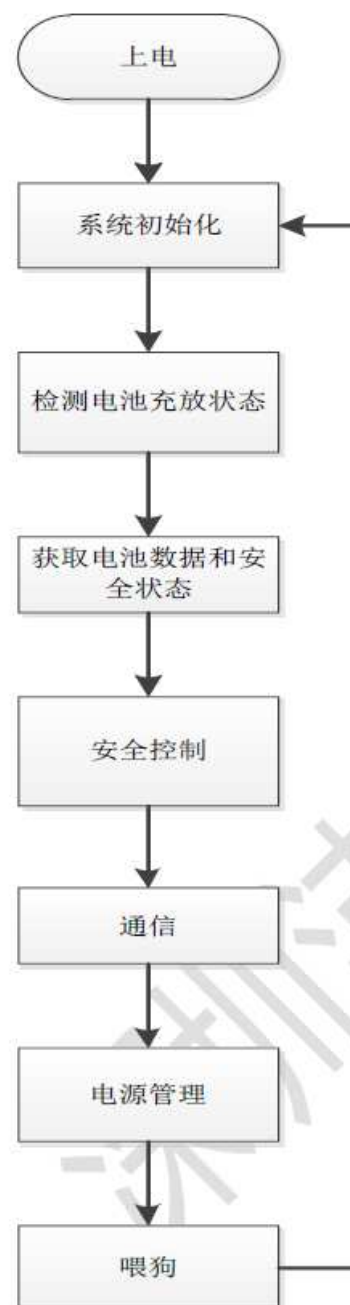 上电
系统初始化
检测电池充放状态
获取电池数据和安
全状态
安全控制
通信
电源管理
喂狗
深圳